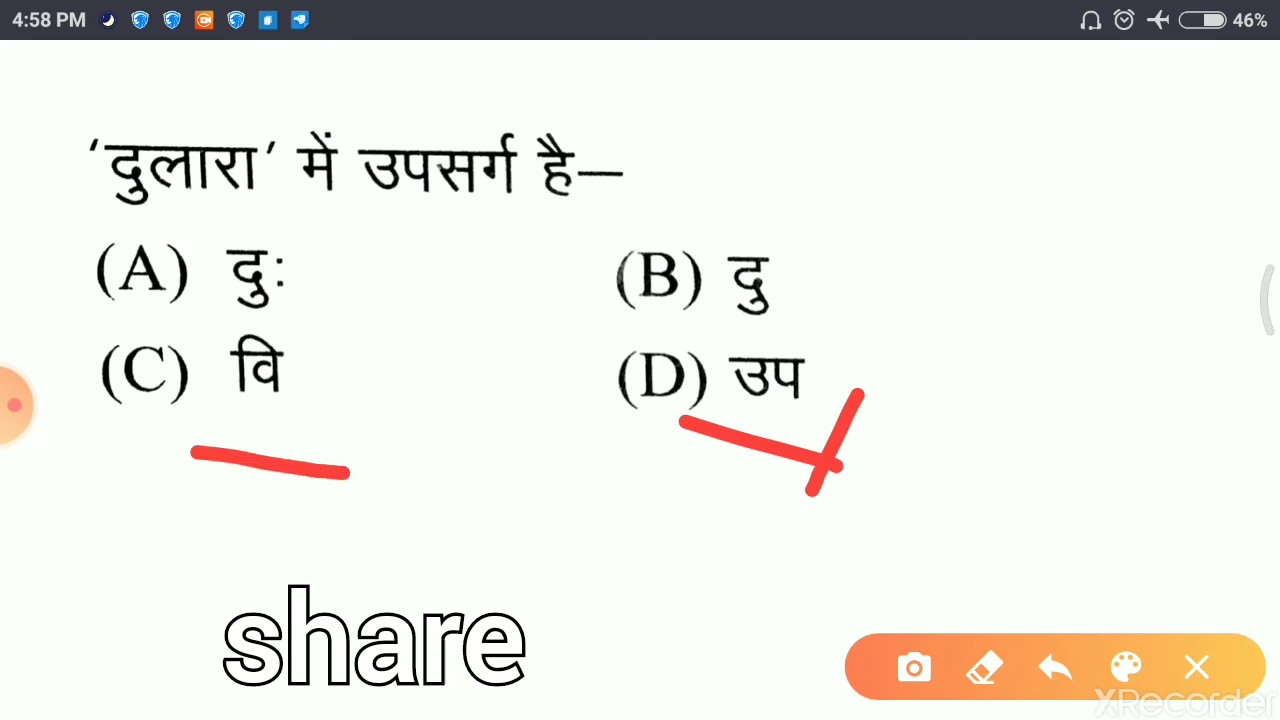 4:58 PM 46%
‘दुलारा’ में उपसर्ग है–
(A) दुः (B) दु
(C) वि (D) उप
share
XRecorder